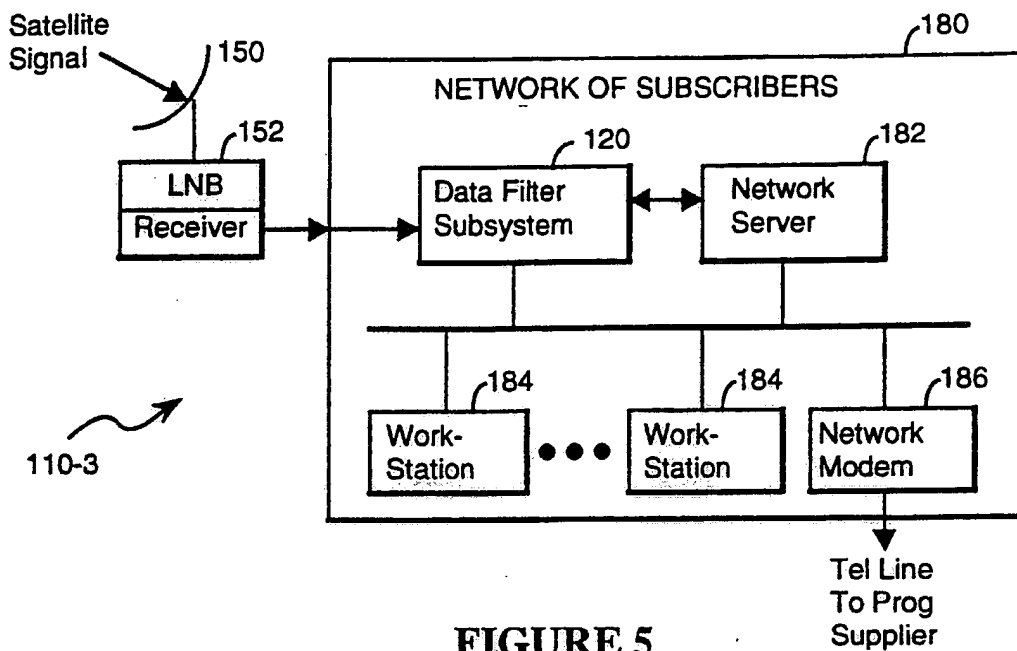 Satellite
Signal
150
180
NETWORK OF SUBSCRIBERS
152
LNB
Receiver
120
Data Filter
Subsystem
182
Network
Server
184
Work-
Station
184
Work-
Station
186
Network
Modem
110-3
Tel Line
To Prog
Supplier
FIGURE 5